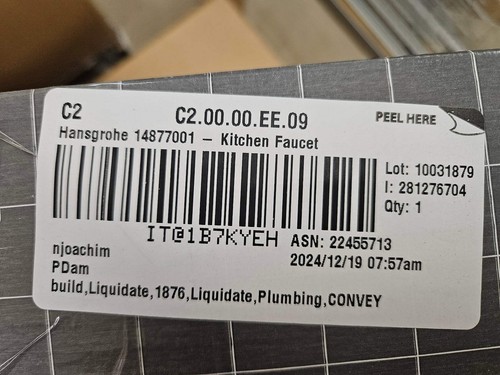 C2 C2.00.00.EE.09 PEEL HERE
Hansgrohe 14877001 – Kitchen Faucet
Lot: 10031879
I: 281276704
Qty: 1
IT@1B7KYEH ASN: 22455713
njoachim 2024/12/19 07:57am
PDam
build,Liquidate,1876,Liquidate,Plumbing,CONVEY